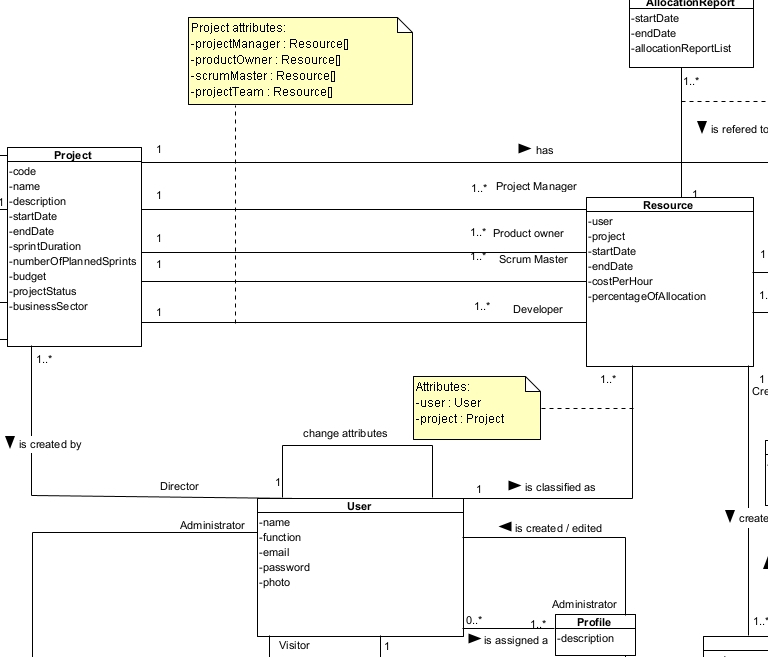 AllocationReport
-startDate
-endDate
-allocationReportList
1..*
is refered to
Project attributes:
-projectManager : Resource[]
-productOwner : Resource[]
-scrumMaster : Resource[]
-projectTeam : Resource[]
Project
-code
-name
-description
-startDate
-endDate
-sprintDuration
-numberOfPlannedSprints
-budget
-projectStatus
-businessSector
1
1
has
1
1..* Project Manager
1
1..* Product owner
1
1..* Scrum Master
1
1..* Developer
1
Resource
-user
-project
-startDate
-endDate
-costPerHour
-percentageOfAllocation
1
1..
1
Cre
1..*
1..*
is created by
Attributes:
-user : User
-project : Project
change attributes
1
Director
1
is classified as
User
-name
-function
-email
-password
-photo
Administrator
is created / edited
create
Administrator
0..*
1..*
is assigned a
Profile
-description
1..*
Visitor
1